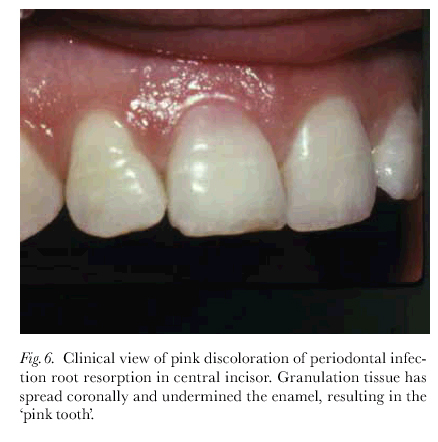 Fig. 6. Clinical view of pink discoloration of periodontal infec-
tion root resorption in central incisor. Granulation tissue has
spread coronally and undermined the enamel, resulting in the
‘pink tooth’.